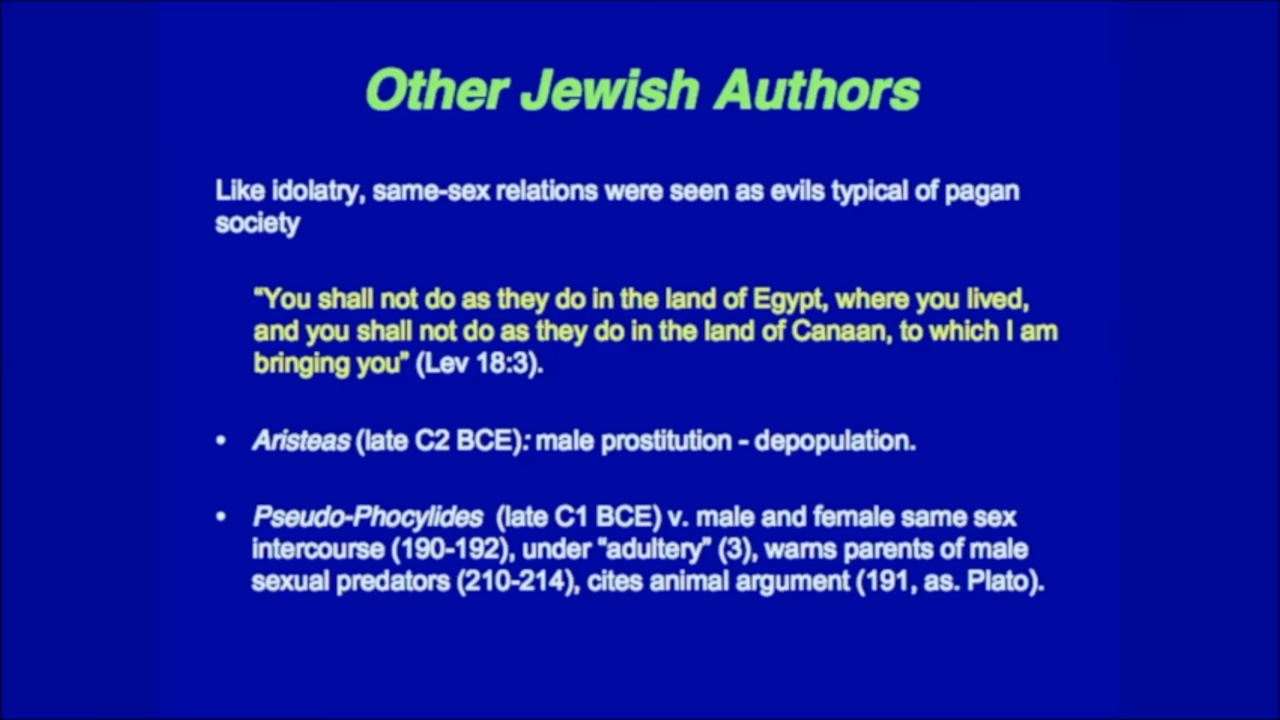 Other Jewish Authors
Like idolatry, same-sex relations were seen as evils typical of pagan
society
“You shall not do as they do in the land of Egypt, where you lived,
and you shall not do as they do in the land of Canaan, to which I am
bringing you” (Lev 18:3).
• Aristeas (late C2 BCE): male prostitution - depopulation.
• Pseudo-Phocylides (late C1 BCE) v. male and female same sex
intercourse (190-192), under “adultery” (3), warns parents of male
sexual predators (210-214), cites animal argument (191, as. Plato).